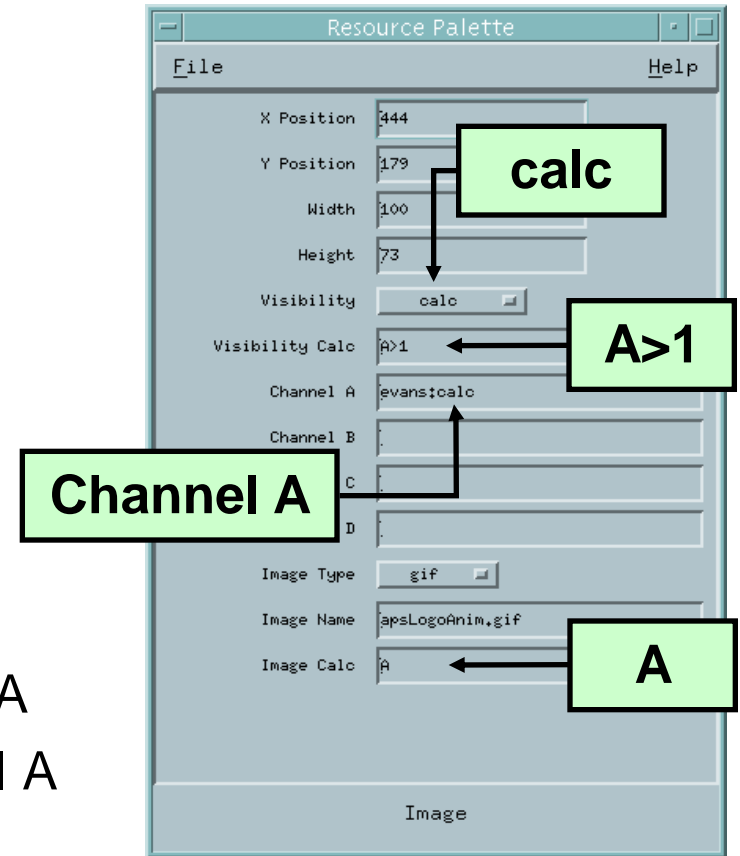 Resource Palette
File Help
X Position 444
Y Position 179
calc
Width 100
Height 73
Visibility calc
A>1
Visibility Calc A>1
Channel A evans:calc
Channel B
Channel A
C
D
Image Type gif
Image Name apsLogoAnim.gif
A
Image Calc A
A
l A
Image